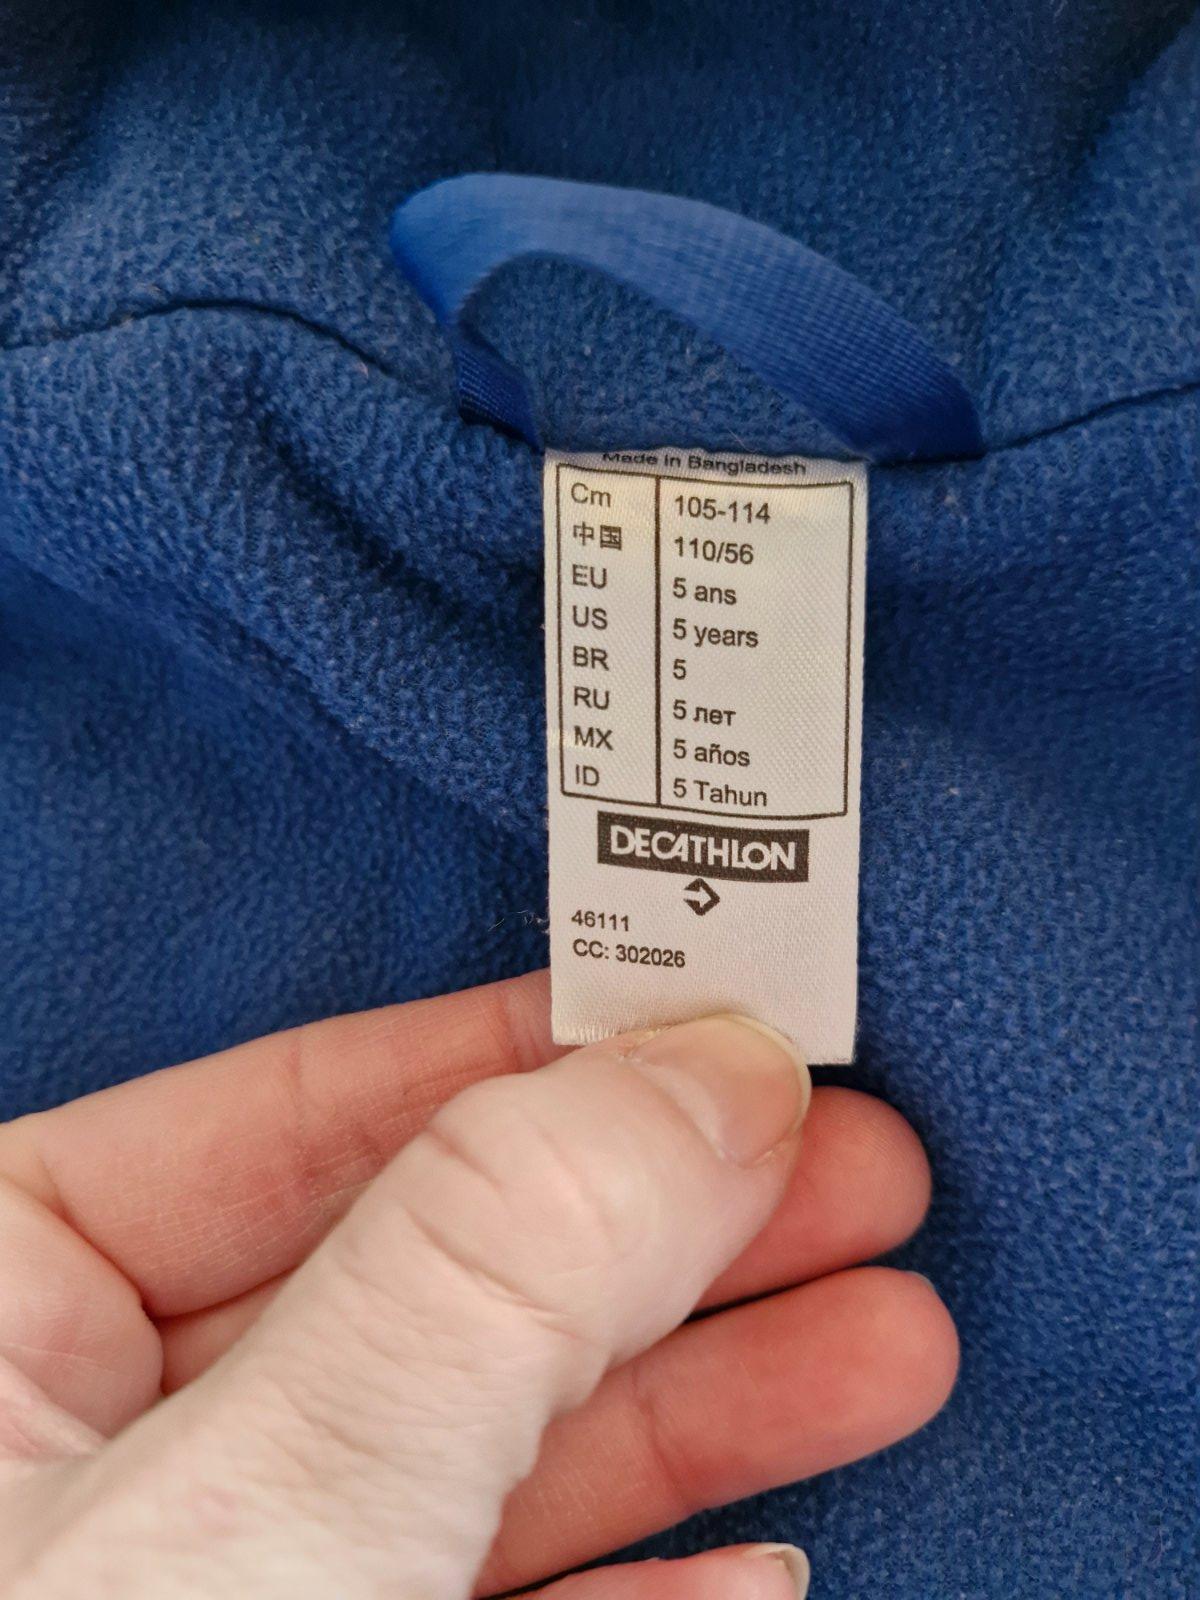 Made in Bangladesh
Cm 105-114
中国 110/56
EU 5 ans
US 5 years
BR 5
RU 5 лет
MX 5 años
ID 5 Tahun
DECATHLON
46111
CC: 302026